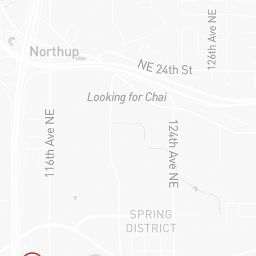 Northup
NE 24th St
126th Ave NE
Looking for Chai
116th Ave NE
124th Ave NE
SPRING
DISTRICT